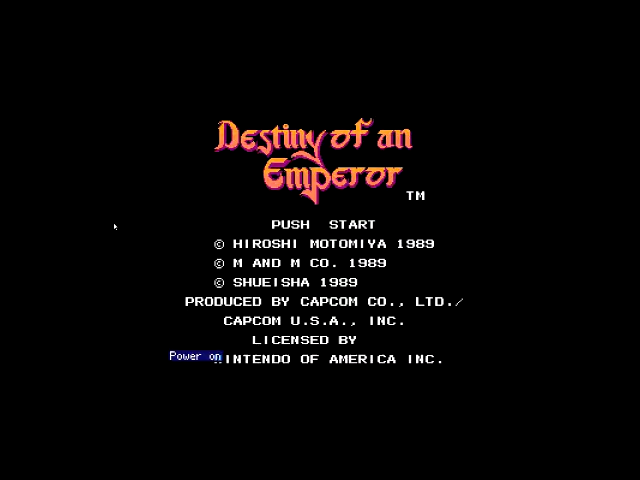 Destiny of an
Emperor
TM
PUSH START
© HIROSHI MOTOMIYA 1989
© M AND M CO. 1989
© SHUEISHA 1989
PRODUCED BY CAPCOM CO., LTD./
CAPCOM U.S.A., INC.
LICENSED BY
Power on
NINTENDO OF AMERICA INC.